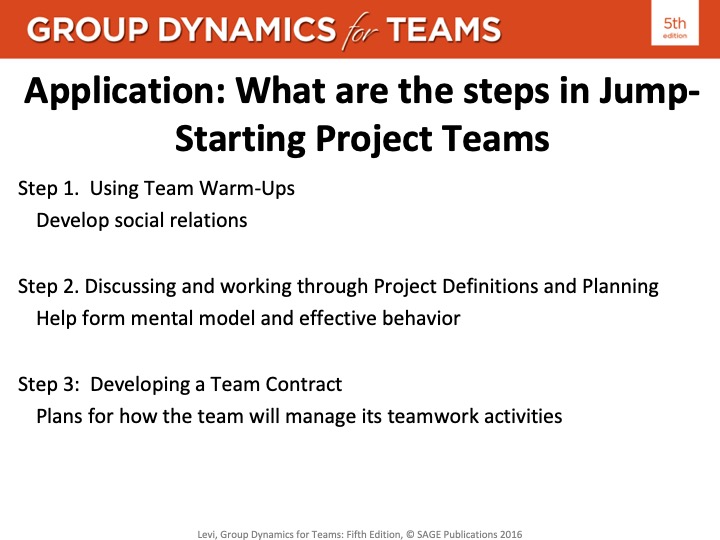 GROUP DYNAMICS for TEAMS
5th
edition
Application: What are the steps in Jump-
Starting Project Teams
Step 1.  Using Team Warm-Ups
Develop social relations
Step 2. Discussing and working through Project Definitions and Planning
Help form mental model and effective behavior
Step 3:  Developing a Team Contract
Plans for how the team will manage its teamwork activities
Levi, Group Dynamics for Teams: Fifth Edition, © SAGE Publications 2016